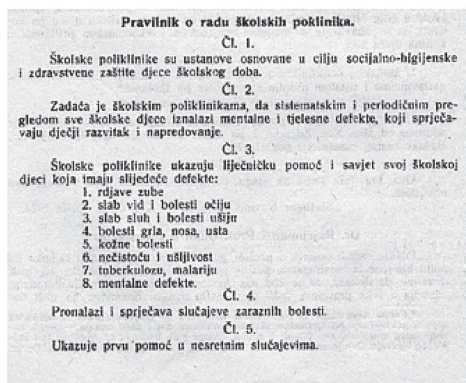 Pravilnik o radu školskih poklinika.
Čl. 1.
Školske poliklinike su ustanove osnovane u cilju socijalno-higijenske
i zdravstvene zaštite djece školskog doba.
Čl. 2.
Zadaća je školskim poliklinikama, da sistematskim i periodičnim pre-
gledom sve školske djece iznalazi mentalne i tjelesne defekte, koji sprječa-
vaju dječji razvitak i napredovanje.
Čl. 3.
Školske poliklinike ukazuju liječničku pomoć i savjet svoj školskoj
djeci koja imaju slijedeće defekte:
1. rdjave zube
2. slab vid i bolesti očiju
3. slab sluh i bolesti ušiju
4. bolesti grla, nosa, usta
5. kožne bolesti
6. nečistoću i ušljivost
7. tuberkulozu, malariju
8. mentalne defekte.
Čl. 4.
Pronalazi i sprječava slučajeve zaraznih bolesti.
Čl. 5.
Ukazuje prvu pomoć u nesretnim slučajevima.